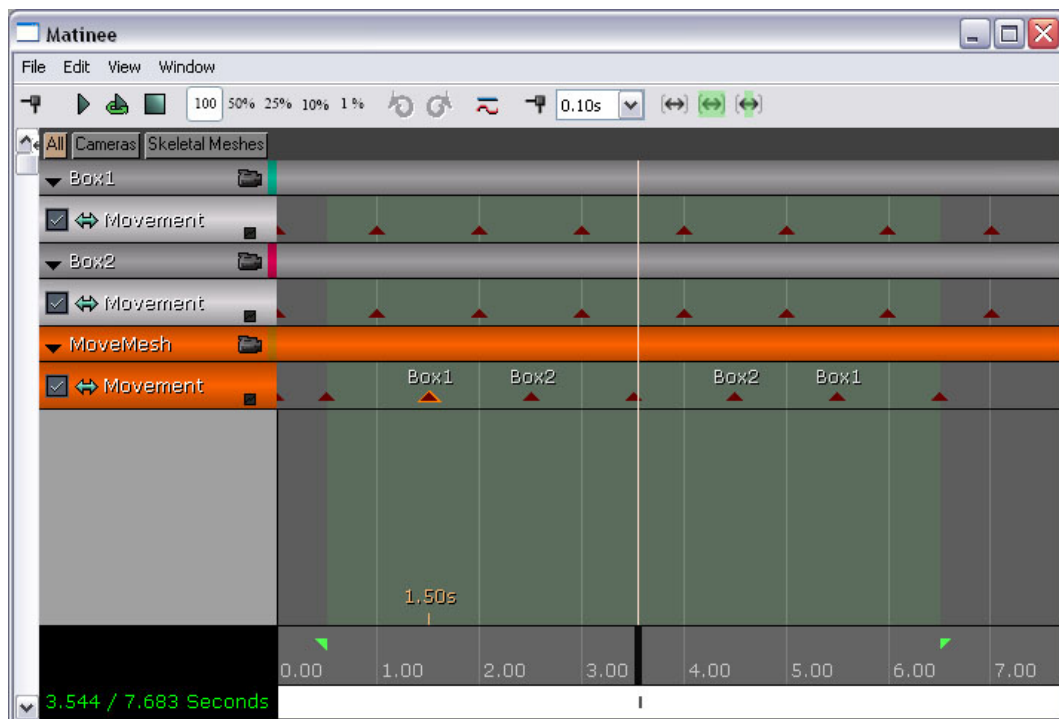 Matinee
File Edit View Window
100 50% 25% 10% 1% 0.10s
All Cameras Skeletal Meshes
Box1
Movement
Box2
Movement
MoveMesh
Movement Box1 Box2 Box2 Box1
1.50s
0.00 1.00 2.00 3.00 4.00 5.00 6.00 7.00
3.544 / 7.683 Seconds